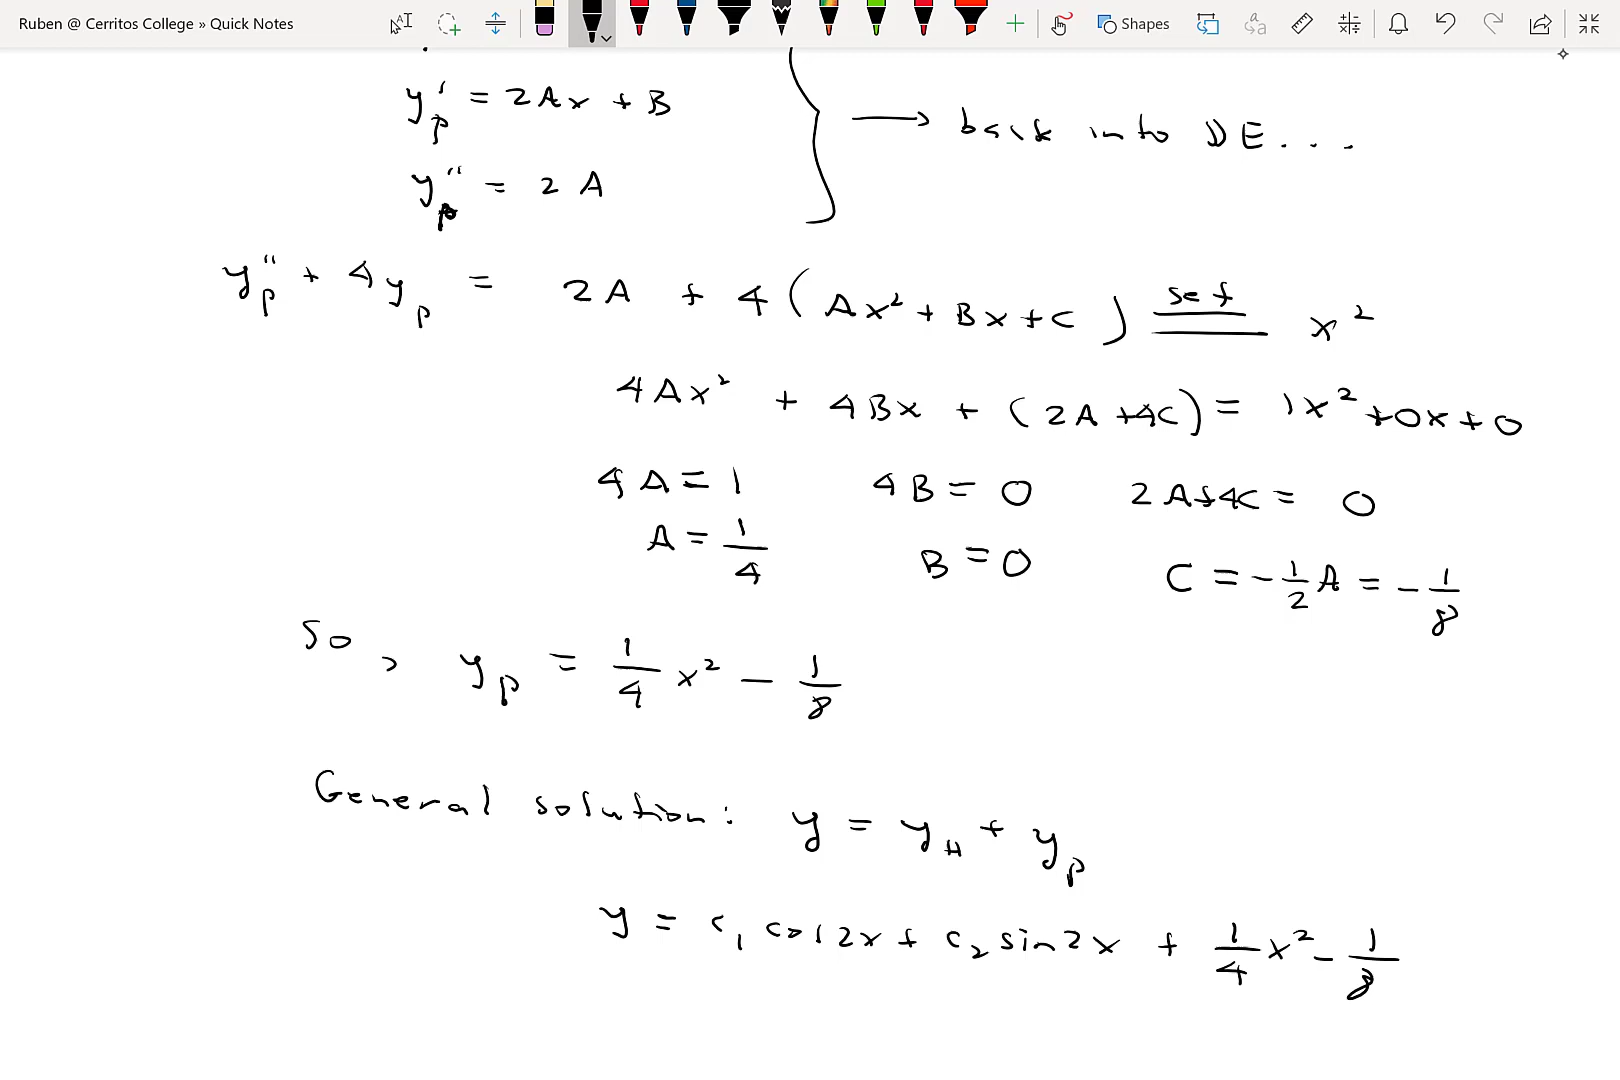 Ruben @ Cerritos College » Quick Notes
Shapes
y_p' = 2Ax + B
→ back into DE...
y_p'' = 2A
y_p'' + 4y_p = 2A + 4(Ax² + Bx + C) set x²
4Ax² + 4Bx + (2A + 4C) = 1x² + 0x + 0
4A = 1 4B = 0 2A + 4C = 0
A = 1/4 B = 0 C = -1/2 A = -1/8
So, y_p = 1/4 x² - 1/8
General solution: y = y_H + y_p
y = c_1 cos 2x + c_2 sin 2x + 1/4 x² - 1/8